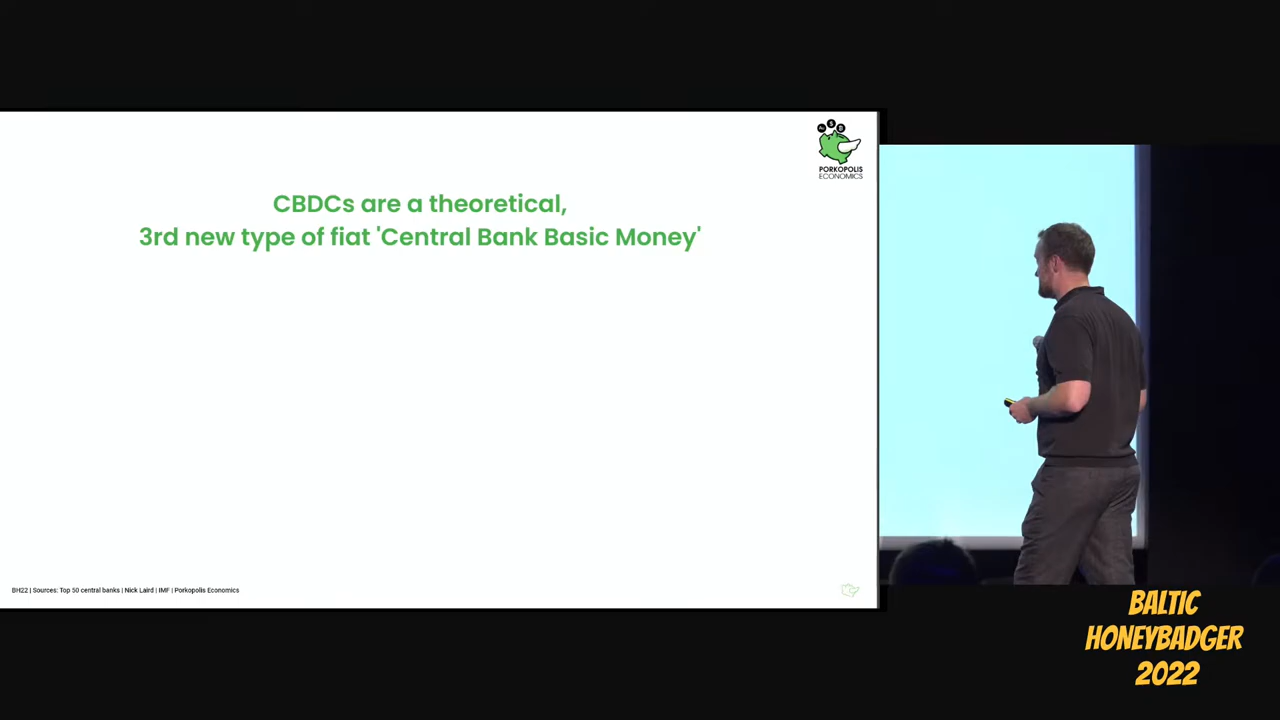 PORKOPOLIS
ECONOMICS
CBDCs are a theoretical,
3rd new type of fiat 'Central Bank Basic Money'
BH22 | Sources: Top 50 central banks | Nick Laird | IMF | Porkopolis Economics
BALTIC
HONEYBADGER
2022